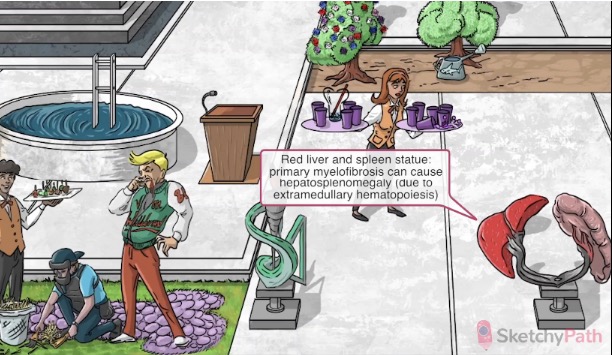 Red liver and spleen statue:
primary myelofibrosis can cause
hepatosplenomegaly (due to
extramedullary hematopoiesis)
SketchyPath